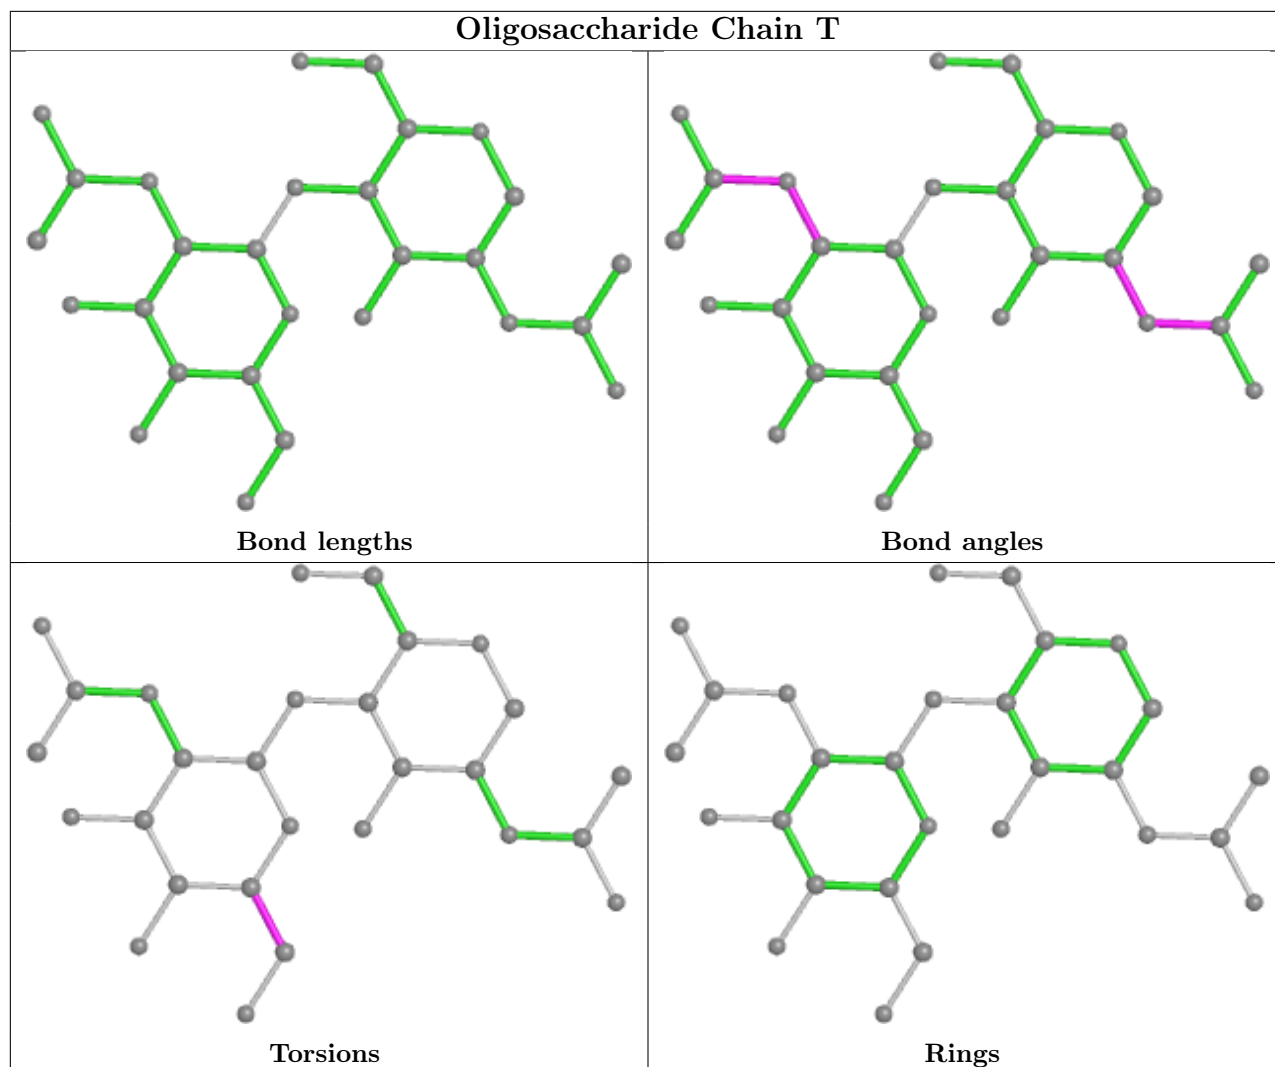 Oligosaccharide Chain T
Bond lengths
Bond angles
Torsions
Rings